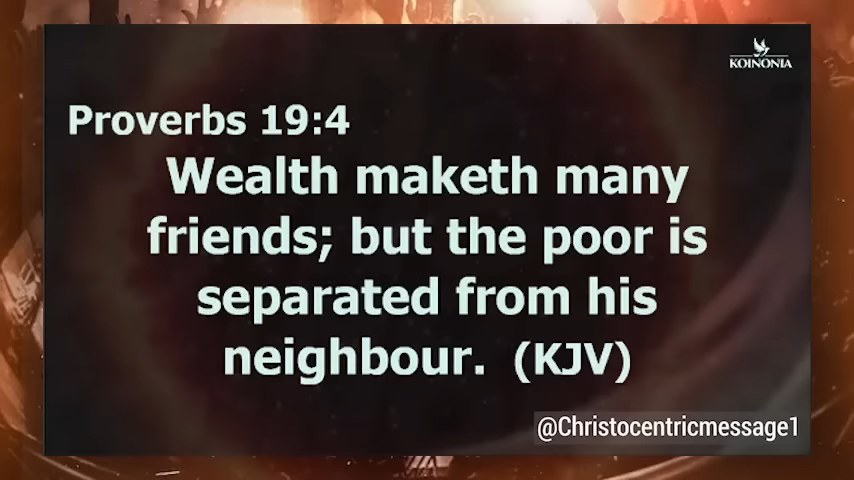 KOINONIA
Proverbs 19:4
Wealth maketh many
friends; but the poor is
separated from his
neighbour. (KJV)
@Christocentricmessage1